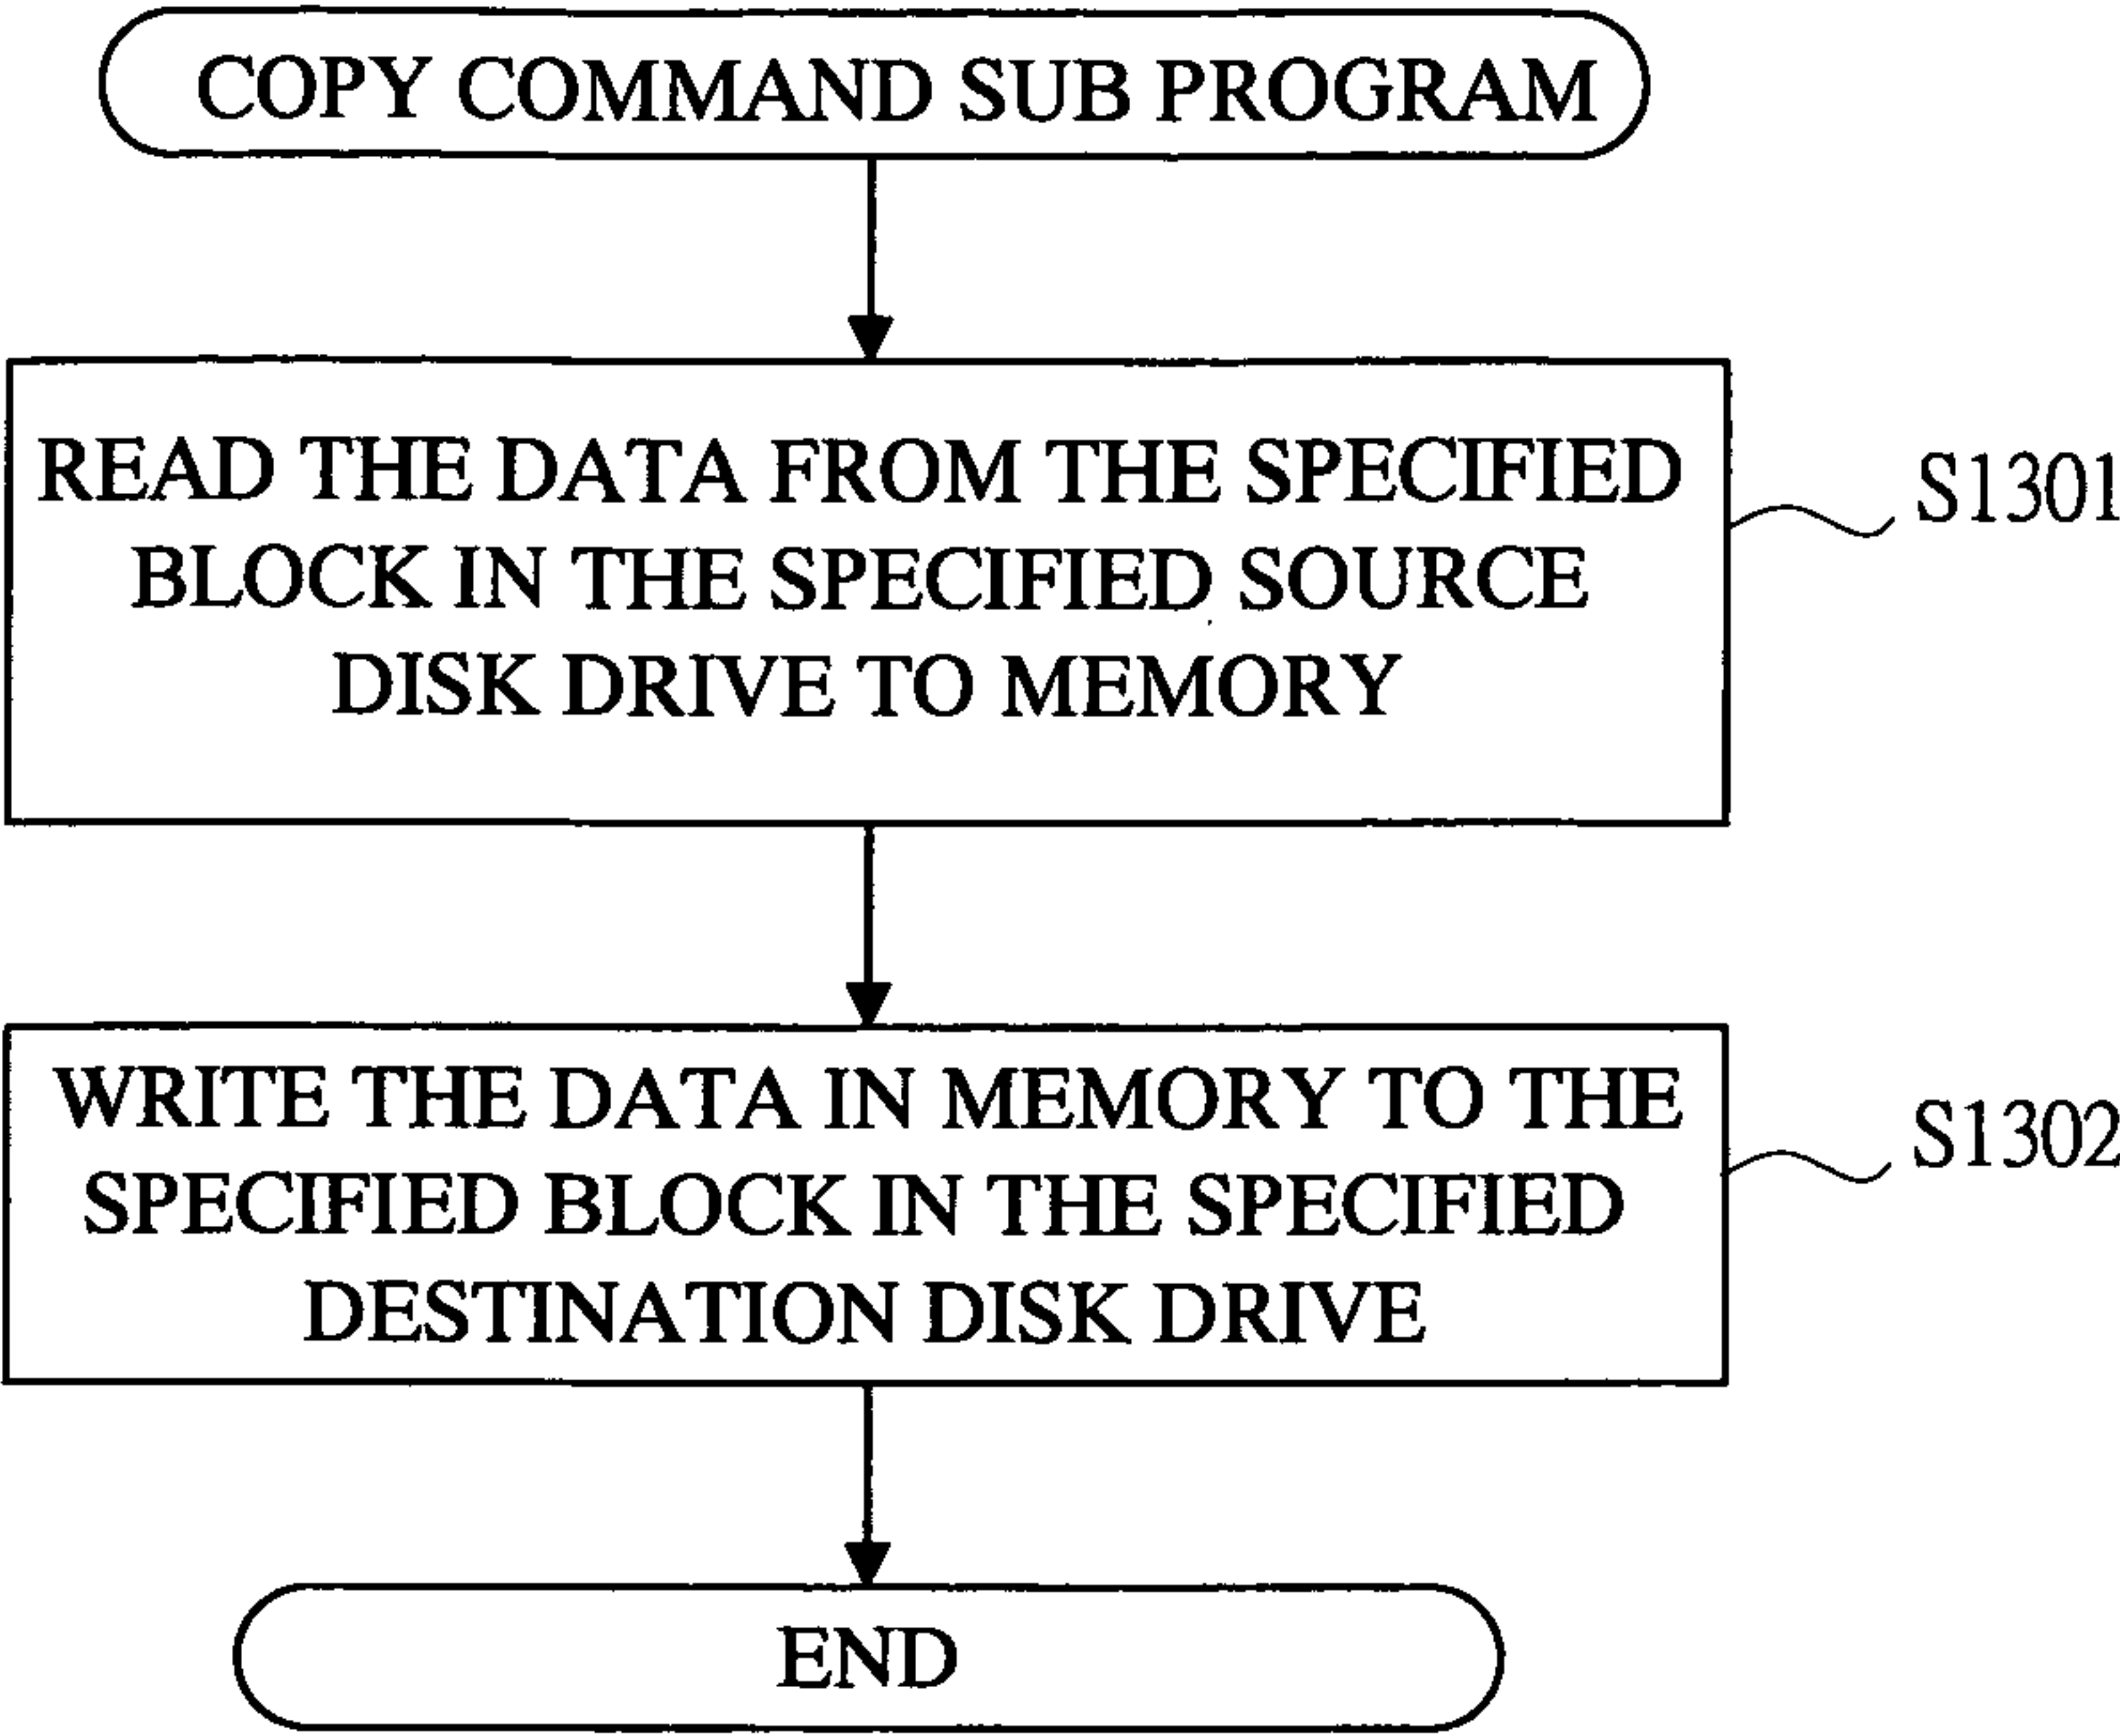 COPY COMMAND SUB PROGRAM
READ THE DATA FROM THE SPECIFIED
BLOCK IN THE SPECIFIED SOURCE
DISK DRIVE TO MEMORY
S1301
WRITE THE DATA IN MEMORY TO THE
SPECIFIED BLOCK IN THE SPECIFIED
DESTINATION DISK DRIVE
S1302
END